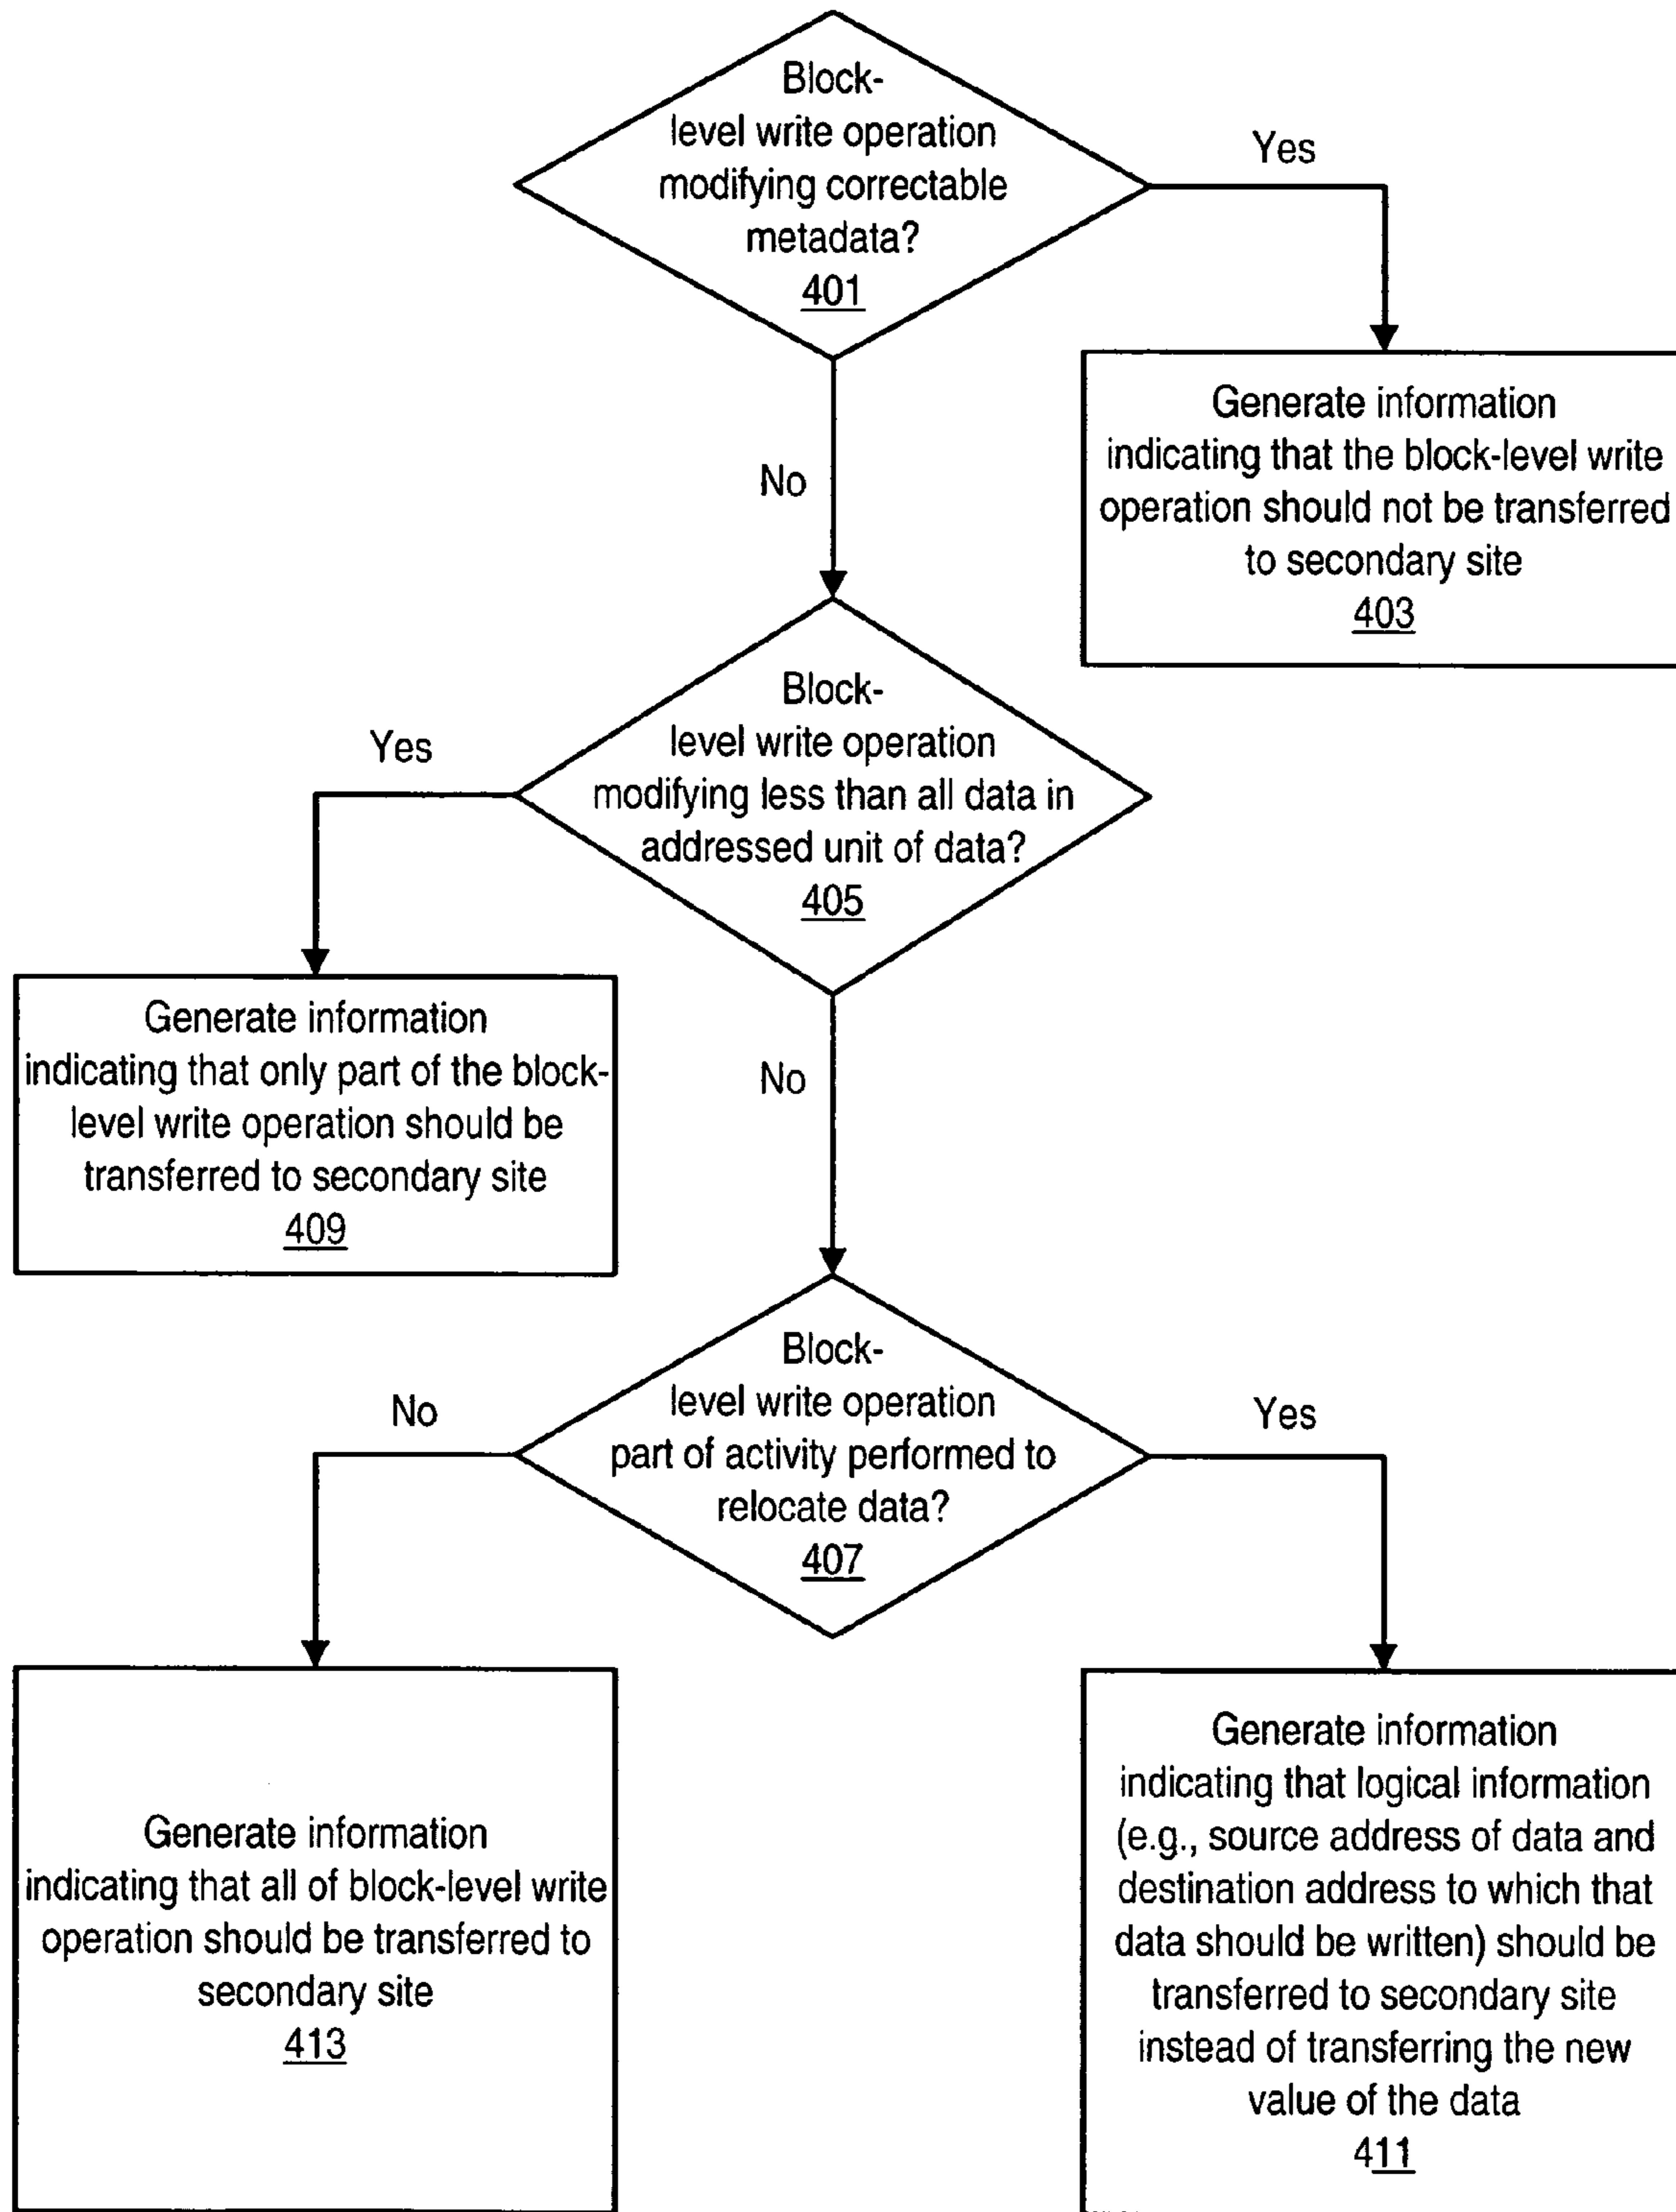 Block-
level write operation
modifying correctable
metadata?
401
Yes
Generate information
indicating that the block-level write
operation should not be transferred
to secondary site
403
No
Block-
level write operation
modifying less than all data in
addressed unit of data?
405
Yes
Generate information
indicating that only part of the block-
level write operation should be
transferred to secondary site
409
No
Block-
level write operation
part of activity performed to
relocate data?
407
No
Yes
Generate information
indicating that all of block-level write
operation should be transferred to
secondary site
413
Generate information
indicating that logical information
(e.g., source address of data and
destination address to which that
data should be written) should be
transferred to secondary site
instead of transferring the new
value of the data
411